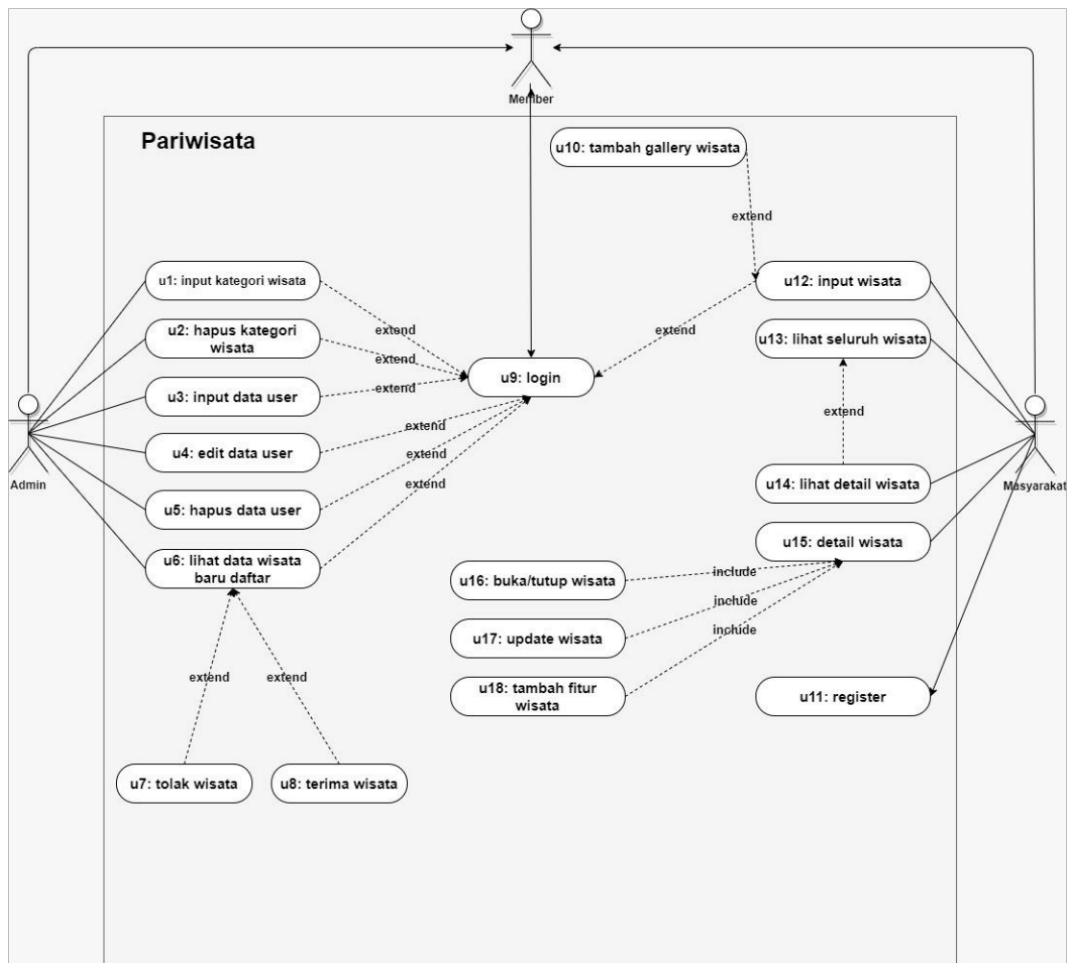 Member
Pariwisata
u10: tambah gallery wisata
extend
u1: input kategori wisata
u12: input wisata
u2: hapus kategori
wisata
extend
extend
u13: lihat seluruh wisata
extend
u9: login
u3: input data user
extend
extend
Admin
u4: edit data user
extend
extend
extend
u14: lihat detail wisata
Masyarakat
u5: hapus data user
u15: detail wisata
u6: lihat data wisata
baru daftar
u16: buka/tutup wisata
include
include
u17: update wisata
include
extend
extend
u18: tambah fitur
wisata
u11: register
u7: tolak wisata
u8: terima wisata